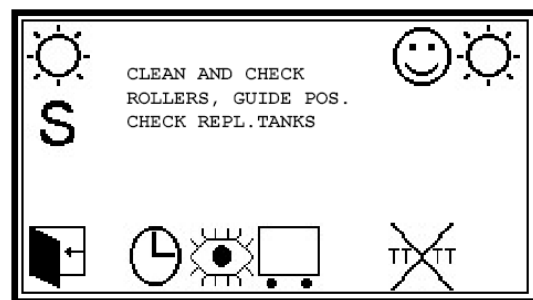 CLEAN AND CHECK
ROLLERS, GUIDE POS.
S
CHECK REPL.TANKS
TT TT